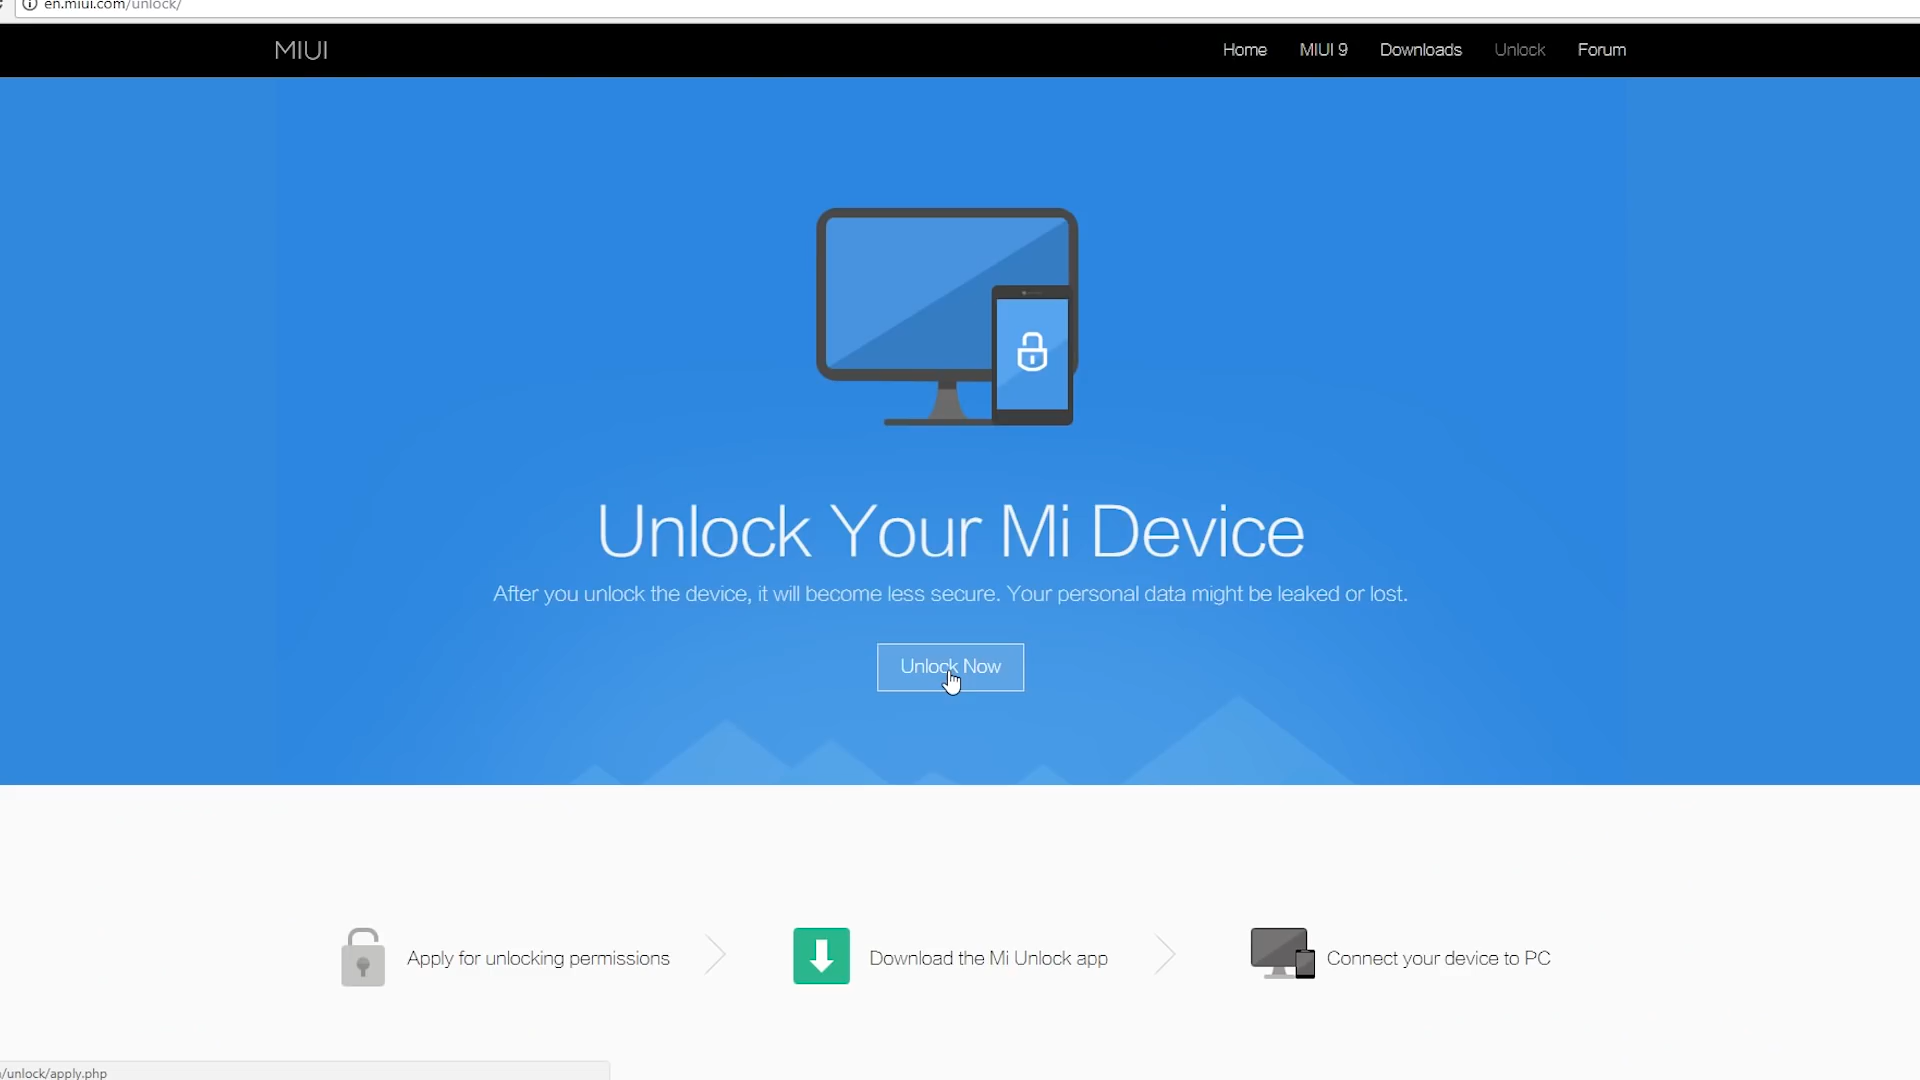 en.miui.com/unlock/
MIUI
Home
MIUI 9
Downloads
Unlock
Forum
Unlock Your Mi Device
After you unlock the device, it will become less secure. Your personal data might be leaked or lost.
Unlock Now
Apply for unlocking permissions
Download the Mi Unlock app
Connect your device to PC
/unlock/apply.php